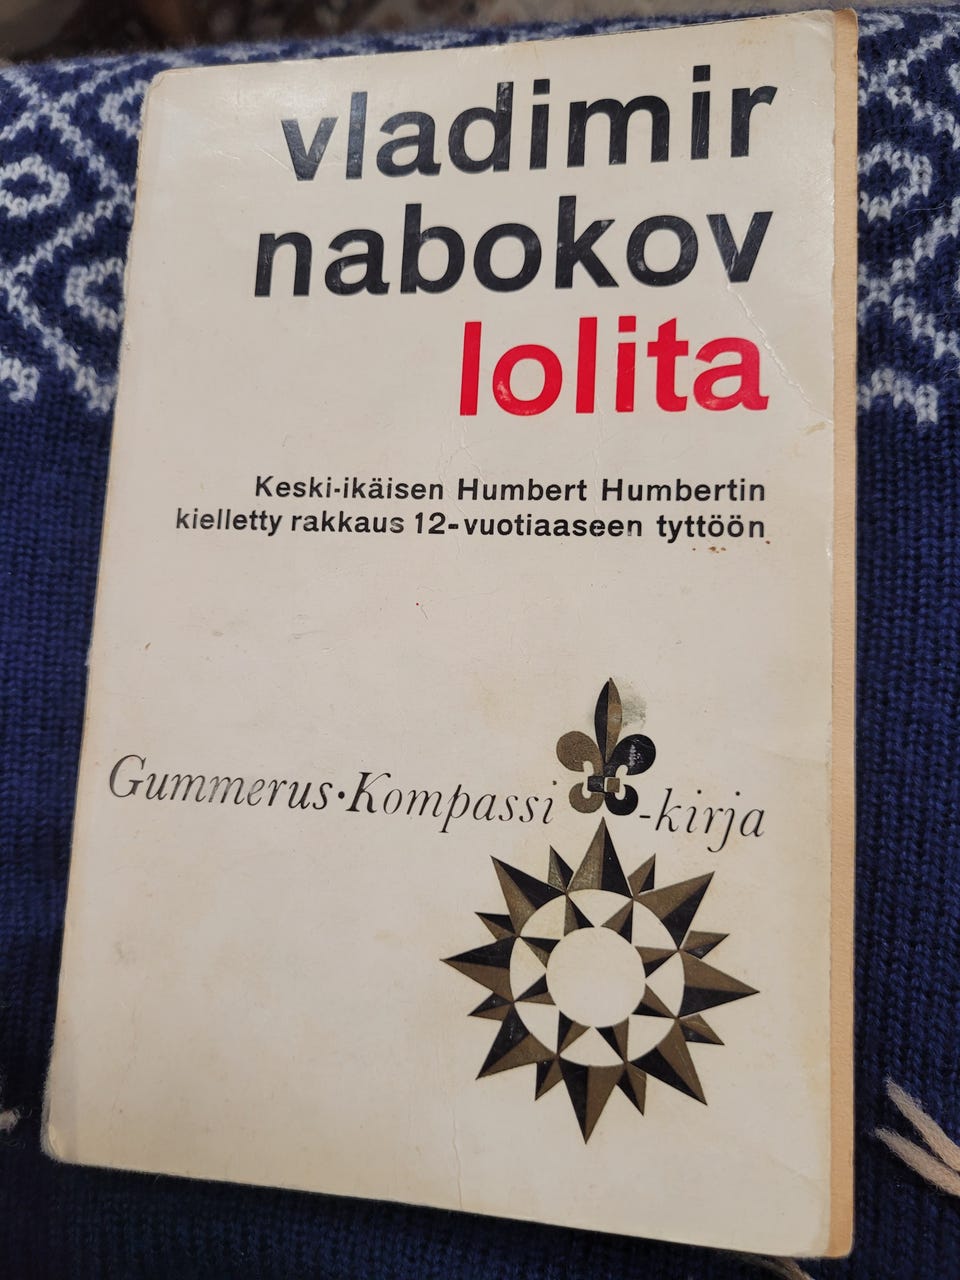 vladimir
nabokov
lolita
Keski-ikäisen Humbert Humbertin
kielletty rakkaus 12-vuotiaaseen tyttöön
Gummerus·Kompassi-kirja